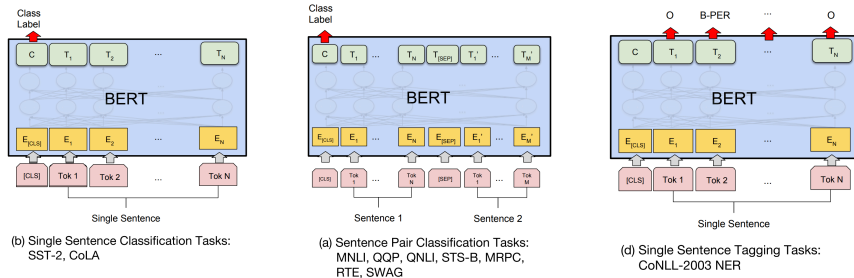 Class
Label
C T1 T2 ... TN
BERT
E[CLS] E1 E2 ... EN
[CLS] Tok 1 Tok 2 ... Tok N
Single Sentence
(b) Single Sentence Classification Tasks:
SST-2, CoLA
Class
Label
C T1 ... TN T[SEP] T1' ... TM'
BERT
E[CLS] E1 ... EN E[SEP] E1' ... EM'
[CLS] Tok 1 ... Tok N [SEP] Tok 1 ... Tok M
Sentence 1 Sentence 2
(a) Sentence Pair Classification Tasks:
MNLI, QQP, QNLI, STS-B, MRPC,
RTE, SWAG
O B-PER ... O
C T1 T2 ... TN
BERT
E[CLS] E1 E2 ... EN
[CLS] Tok 1 Tok 2 ... Tok N
Single Sentence
(d) Single Sentence Tagging Tasks:
CoNLL-2003 NER